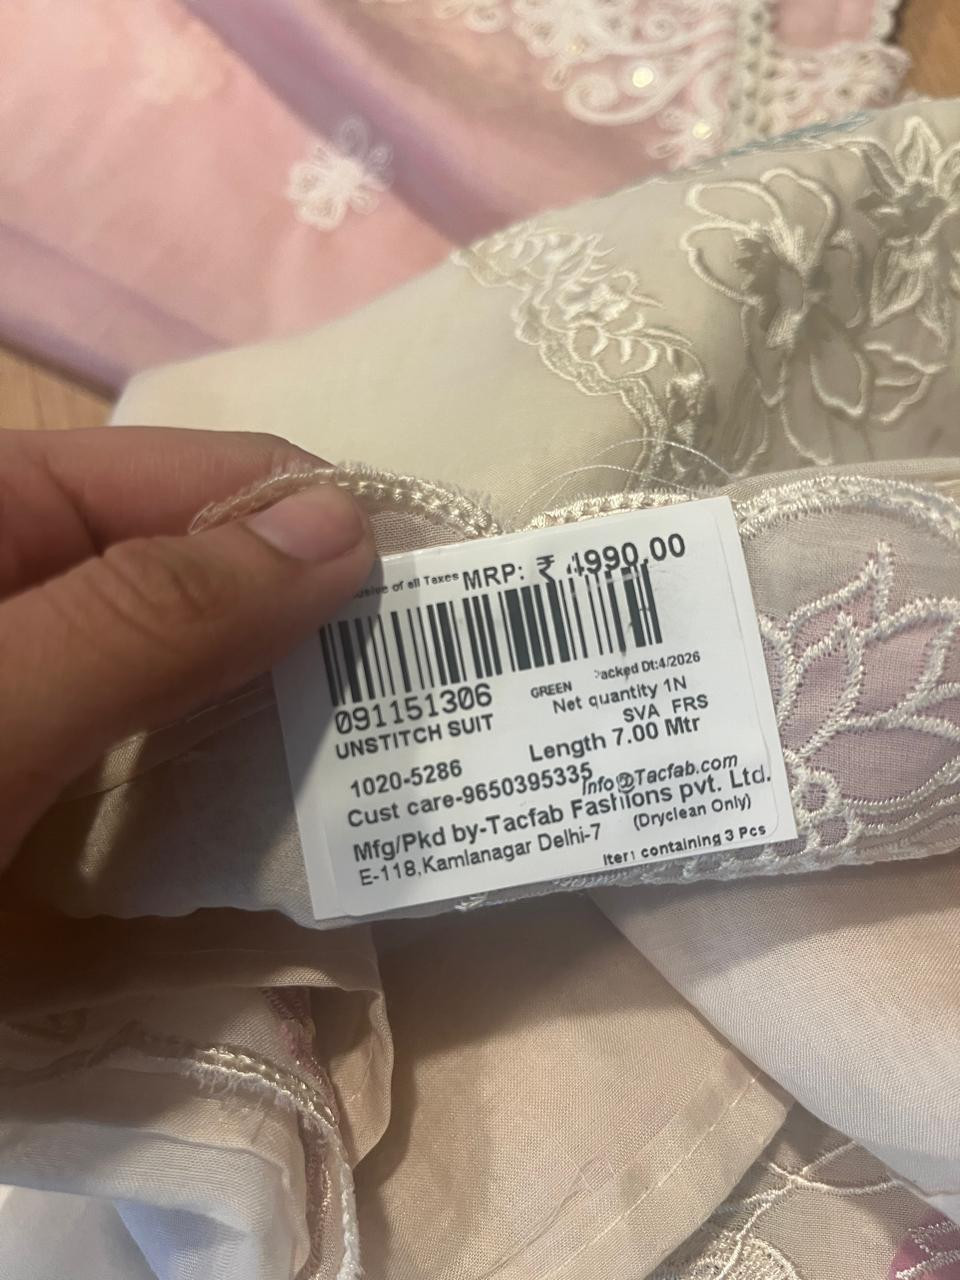 of all Taxes MRP: ₹ 4990.00
091151306
UNSTITCH SUIT
GREEN
Packed Dt:4/2026
Net quantity 1N
SVA FRS
Length 7.00 Mtr
1020-5286
Cust care-9650395335
Info@Tacfab.com
Mfg/Pkd by-Tacfab Fashions pvt. Ltd.
E-118,Kamlanagar Delhi-7
(Dryclean Only)
Item containing 3 Pcs